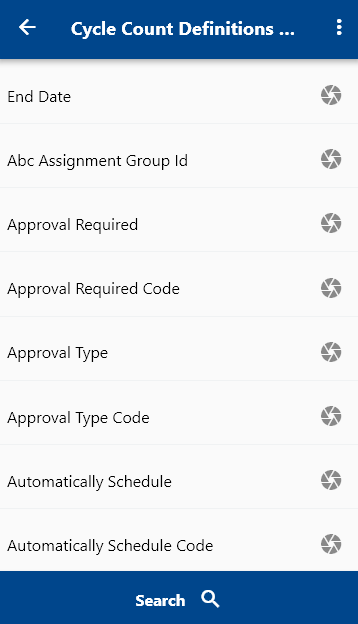 Cycle Count Definitions ...
End Date
Abc Assignment Group Id
Approval Required
Approval Required Code
Approval Type
Approval Type Code
Automatically Schedule
Automatically Schedule Code
Search